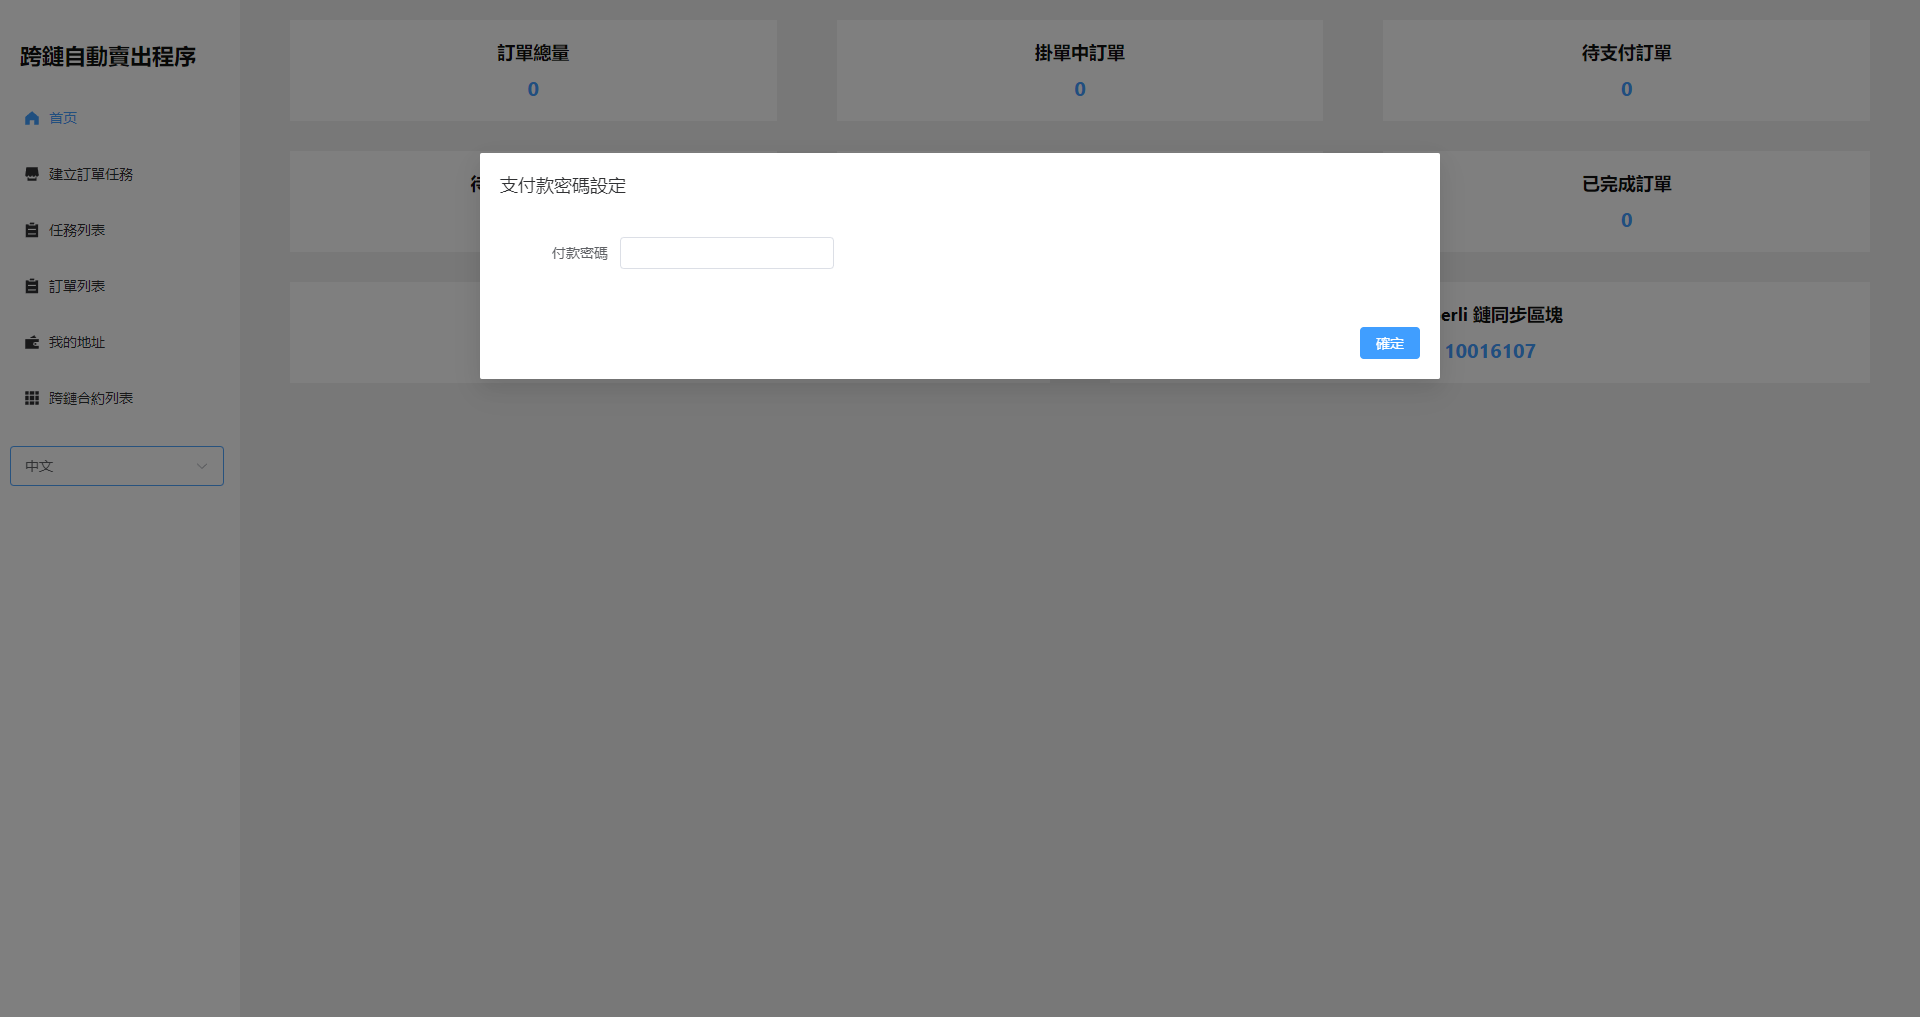 跨鏈自動賣出程序
首页
建立訂單任務
任務列表
訂單列表
我的地址
跨鏈合約列表
中文
訂單總量
0
掛單中訂單
0
待支付訂單
0
已完成訂單
0
erli 鏈同步區塊
10016107
支付款密碼設定
付款密碼
確定